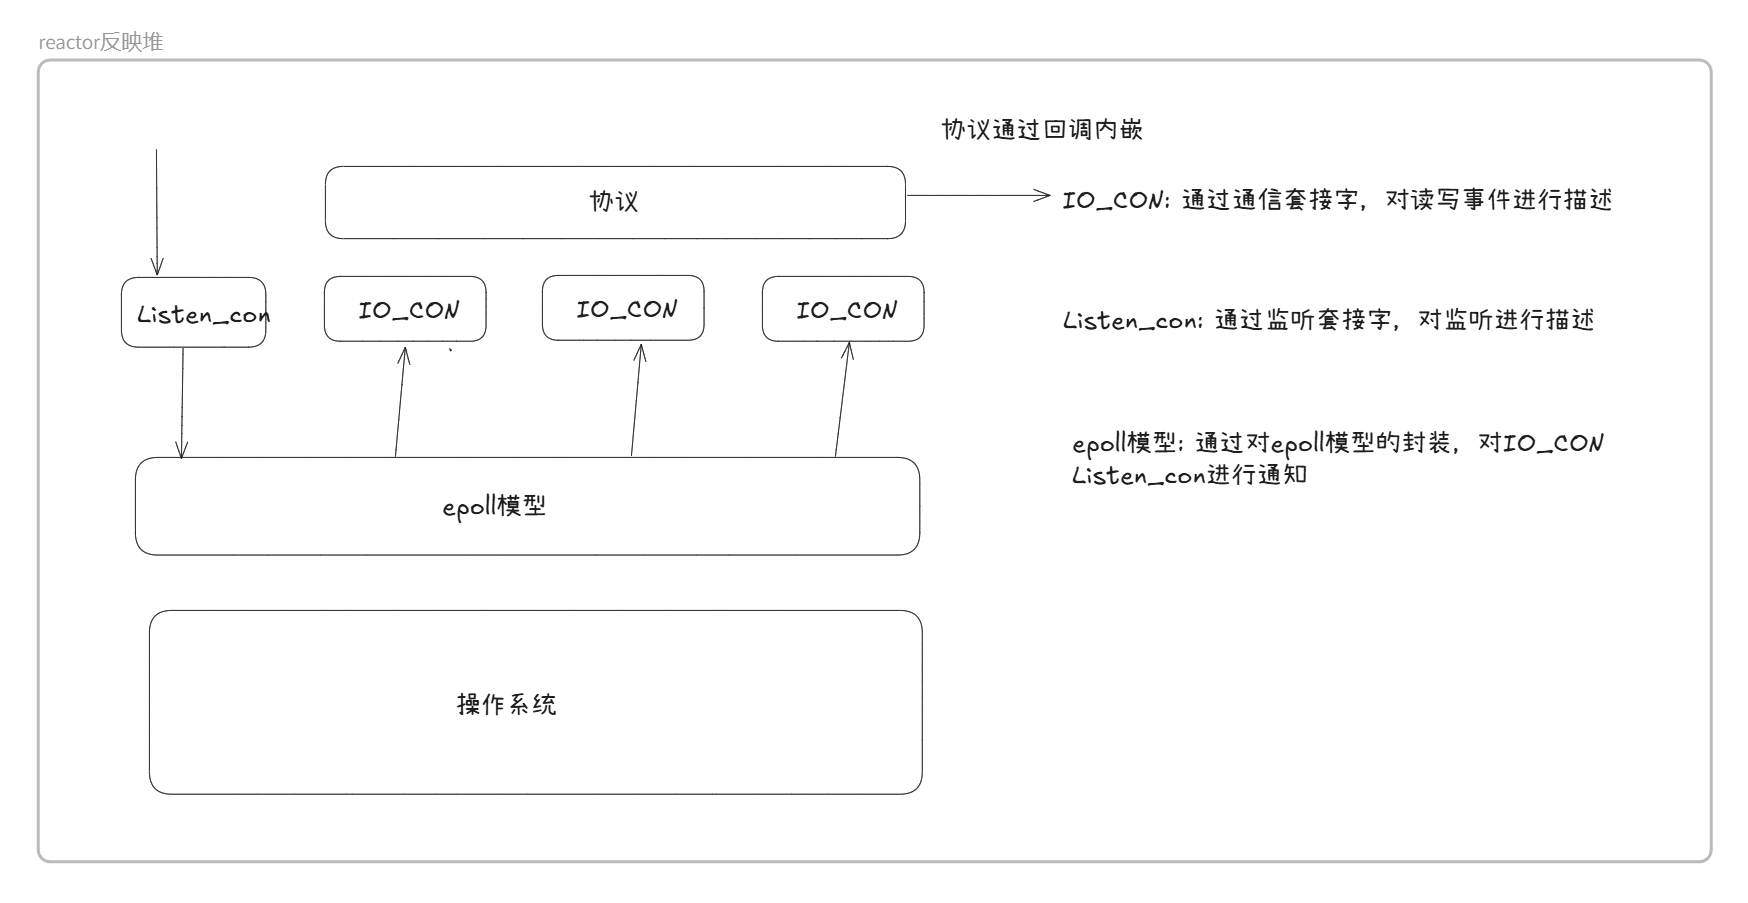 reactor反映堆
协议通过回调内嵌
协议
IO_CON: 通过通信套接字，对读写事件进行描述
Listen_con
IO_CON
IO_CON
IO_CON
Listen_con: 通过监听套接字，对监听进行描述
epoll模型: 通过对epoll模型的封装，对IO_CON
Listen_con进行通知
epoll模型
操作系统